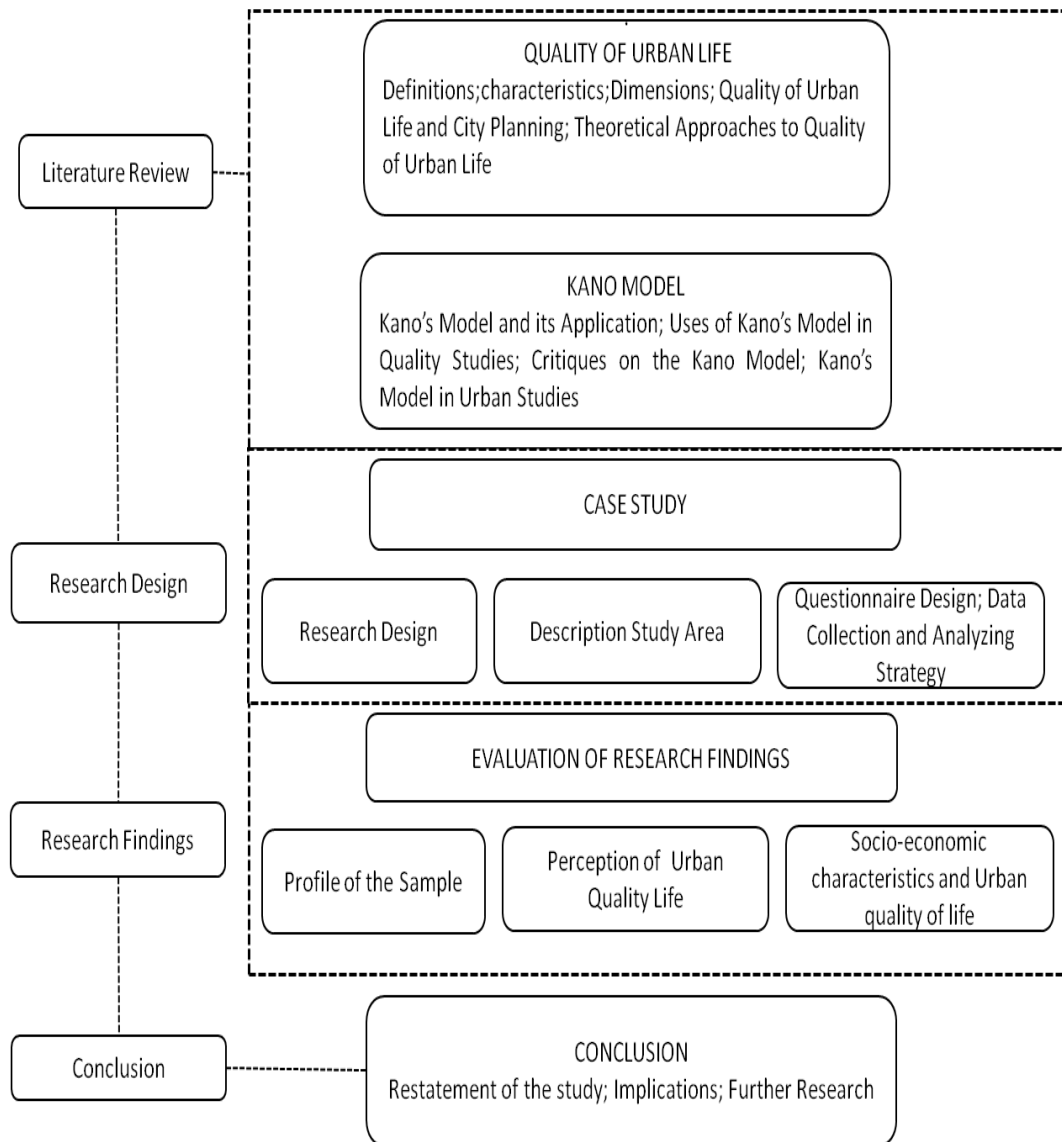 QUALITY OF URBAN LIFE
Definitions;characteristics;Dimensions; Quality of Urban
Life and City Planning; Theoretical Approaches to Quality
of Urban Life
Literature Review
KANO MODEL
Kano's Model and its Application; Uses of Kano's Model in
Quality Studies; Critiques on the Kano Model; Kano's
Model in Urban Studies
CASE STUDY
Research Design
Research Design
Description Study Area
Questionnaire Design; Data
Collection and Analyzing
Strategy
EVALUATION OF RESEARCH FINDINGS
Research Findings
Profile of the Sample
Perception of Urban
Quality Life
Socio-economic
characteristics and Urban
quality of life
Conclusion
CONCLUSION
Restatement of the study; Implications; Further Research